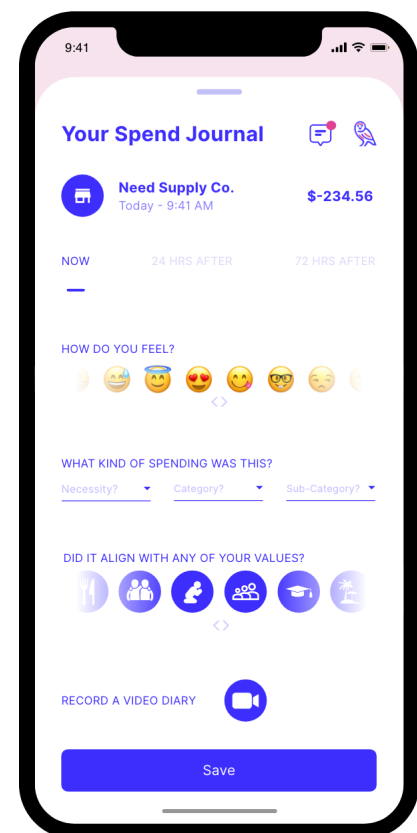 9:41
Your Spend Journal
Need Supply Co.
$-234.56
Today - 9:41 AM
NOW
24 HRS AFTER
72 HRS AFTER
HOW DO YOU FEEL?
WHAT KIND OF SPENDING WAS THIS?
Necessity?
Category?
Sub-Category?
DID IT ALIGN WITH ANY OF YOUR VALUES?
RECORD A VIDEO DIARY
Save